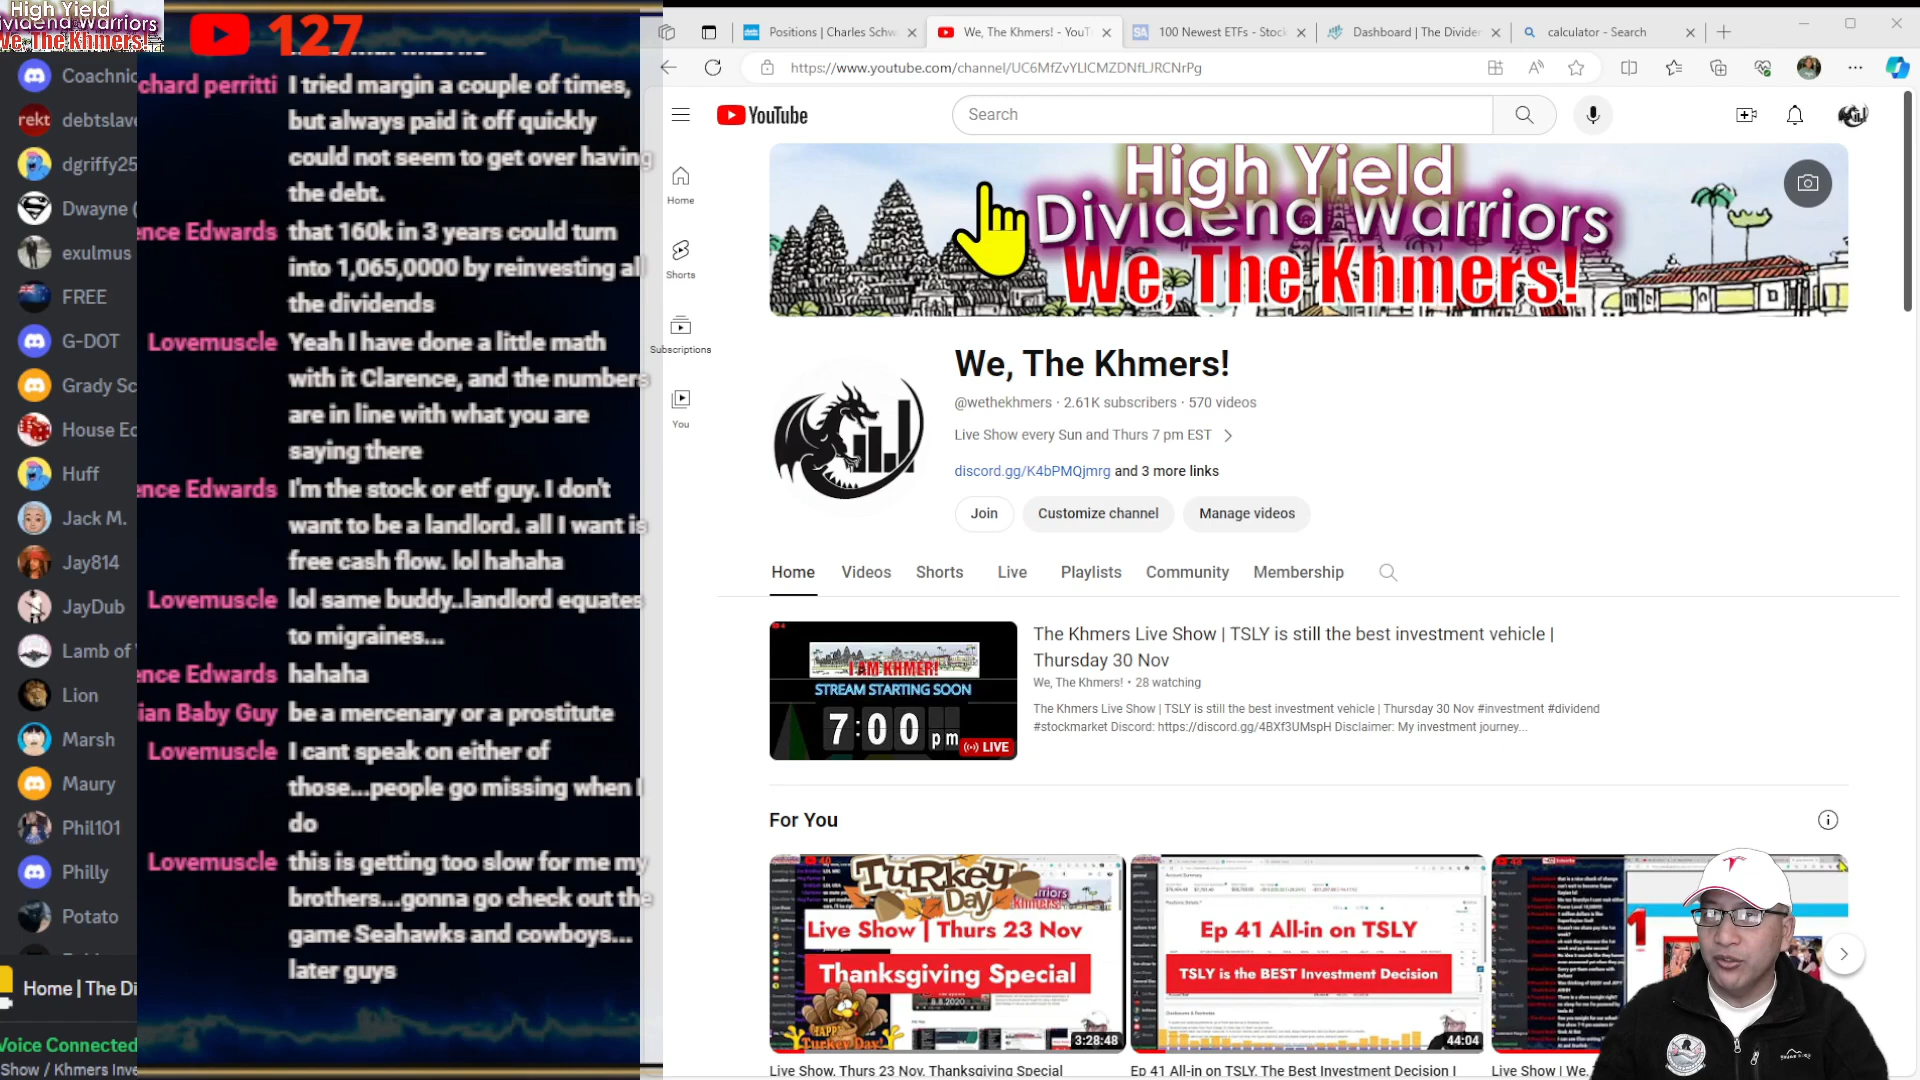 High Yield
Dividend Warriors
We, The Khmers!
127
Coachnic
rekt debtslave
dgriffy25
Dwayne (
exulmus
FREE
G-DOT
Grady Sc
House Ec
Huff
Jack M.
Jay814
JayDub
Lamb of
Lion
Marsh
Maury
Phil101
Philly
Potato
Home | The Di
Voice Connected
Show / Khmers Inve
chard perritti I tried margin a couple of times,
but always paid it off quickly
could not seem to get over having
the debt.
ence Edwards that 160k in 3 years could turn
into 1,065,0000 by reinvesting all
the dividends
Lovemuscle Yeah I have done a little math
with it Clarence, and the numbers
are in line with what you are
saying there
ence Edwards I'm the stock or etf guy. I don't
want to be a landlord. all I want is
free cash flow. lol hahaha
Lovemuscle lol same buddy..landlord equates
to migraines...
ence Edwards hahaha
ian Baby Guy be a mercenary or a prostitute
Lovemuscle I cant speak on either of
those...people go missing when I
do
Lovemuscle this is getting too slow for me my
brothers...gonna go check out the
game Seahawks and cowboys...
later guys
Positions | Charles Schw
We, The Khmers! - YouT
SA 100 Newest ETFs - Stock
Dashboard | The Divider
calculator - Search
https://www.youtube.com/channel/UC6MfZvYLlCMZDNfLJRCNrPg
YouTube
Search
Home
Shorts
Subscriptions
You
High Yield
Dividend Warriors
We, The Khmers!
We, The Khmers!
@wethekhmers · 2.61K subscribers · 570 videos
Live Show every Sun and Thurs 7 pm EST
discord.gg/K4bPMQjmrg and 3 more links
Join Customize channel Manage videos
Home Videos Shorts Live Playlists Community Membership
I AM KHMER!
STREAM STARTING SOON
7:00 pm
LIVE
The Khmers Live Show | TSLY is still the best investment vehicle |
Thursday 30 Nov
We, The Khmers! • 28 watching
The Khmers Live Show | TSLY is still the best investment vehicle | Thursday 30 Nov #investment #dividend
#stockmarket Discord: https://discord.gg/4BXf3UMspH Disclaimer: My investment journey...
For You
Turkey
Day
Live Show | Thurs 23 Nov
Thanksgiving Special
HAPPY
Turkey Day!
3:28:48
Ep 41 All-in on TSLY
TSLY is the BEST Investment Decision
44:04
Live Show, Thurs 23 Nov, Thanksgiving Special
Ep 41 All-in on TSLY, The Best Investment Decision |
Live Show | We, T